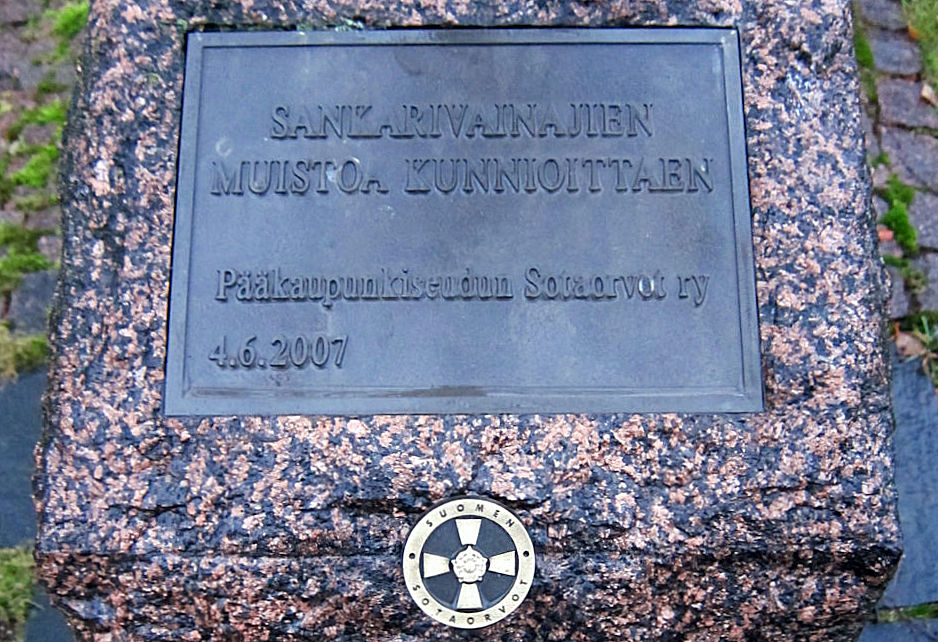 SANKARIVAINAJIEN
MUISTOA KUNNIOITTAEN
Pääkaupunkiseudun Sotaorvot ry
4.6.2007
SUOMEN
SOTAORVOT